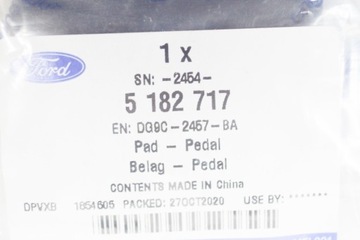 1 x
Ford
SN: -2454-
5 182 717
EN: DG9C-2457-BA
Pad - Pedal
Belag - Pedal
CONTENTS MADE IN China
DPVXB 1854605 PACKED: 27OCT2020 USE BY: *******